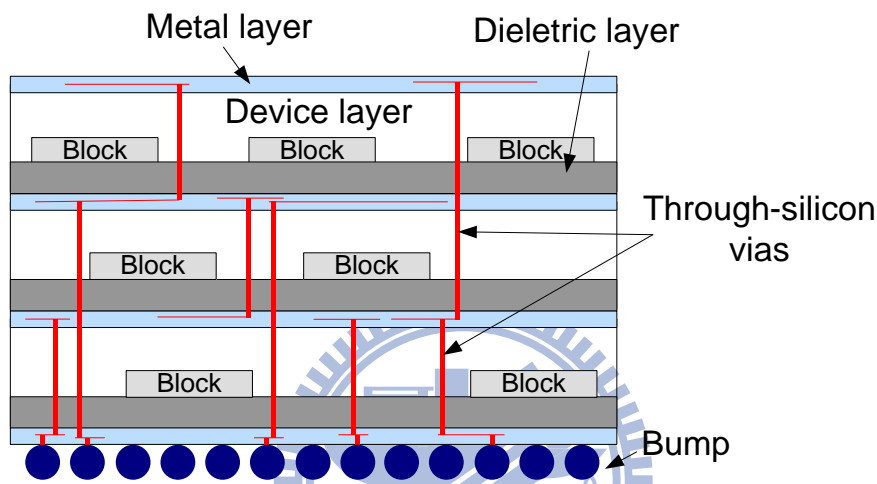 Metal layer
Dieletric layer
Device layer
Block
Block
Block
Through-silicon
vias
Block
Block
Block
Block
Bump